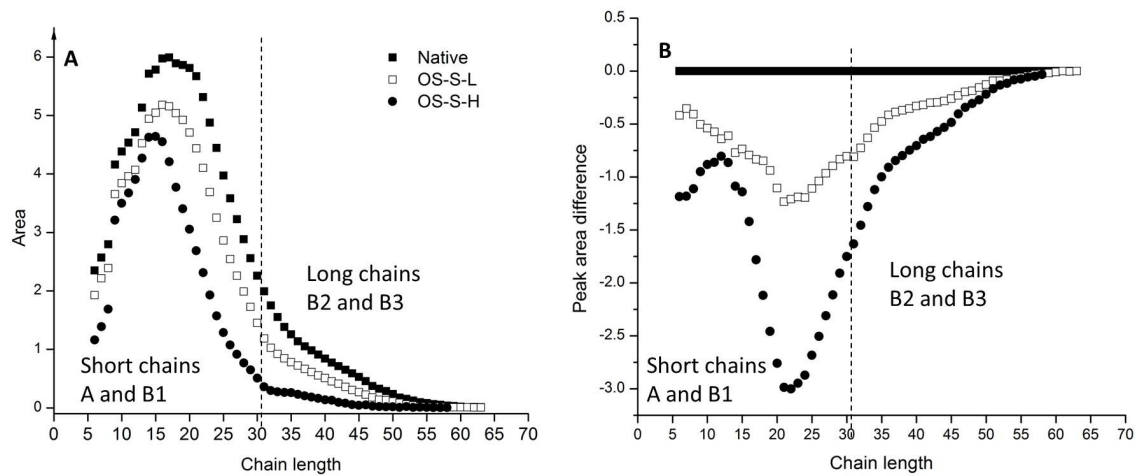 A
Native
OS-S-L
OS-S-H
6
5
4
3
2
1
0
Area
Long chains
B2 and B3
Short chains
A and B1
0 5 10 15 20 25 30 35 40 45 50 55 60 65 70
Chain length
B
0.5
0.0
-0.5
-1.0
-1.5
-2.0
-2.5
-3.0
Peak area difference
Long chains
B2 and B3
Short chains
A and B1
0 5 10 15 20 25 30 35 40 45 50 55 60 65 70
Chain length